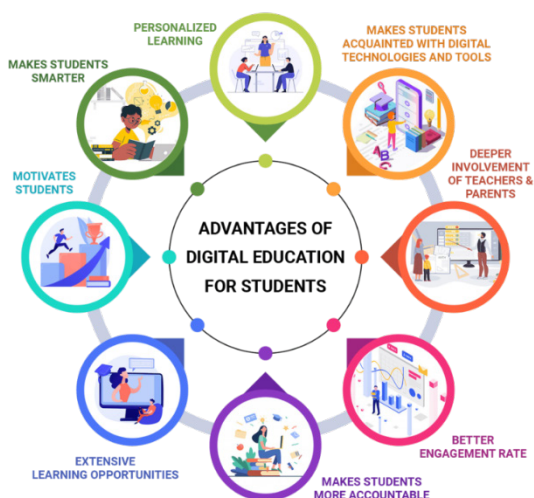 PERSONALIZED
LEARNING
MAKES STUDENTS
ACQUAINTED WITH DIGITAL
TECHNOLOGIES AND TOOLS
MAKES STUDENTS
SMARTER
DEEPER
INVOLVEMENT
OF TEACHERS &
PARENTS
MOTIVATES
STUDENTS
ADVANTAGES OF
DIGITAL EDUCATION
FOR STUDENTS
BETTER
ENGAGEMENT RATE
EXTENSIVE
LEARNING OPPORTUNITIES
MAKES STUDENTS
MORE ACCOUNTABLE